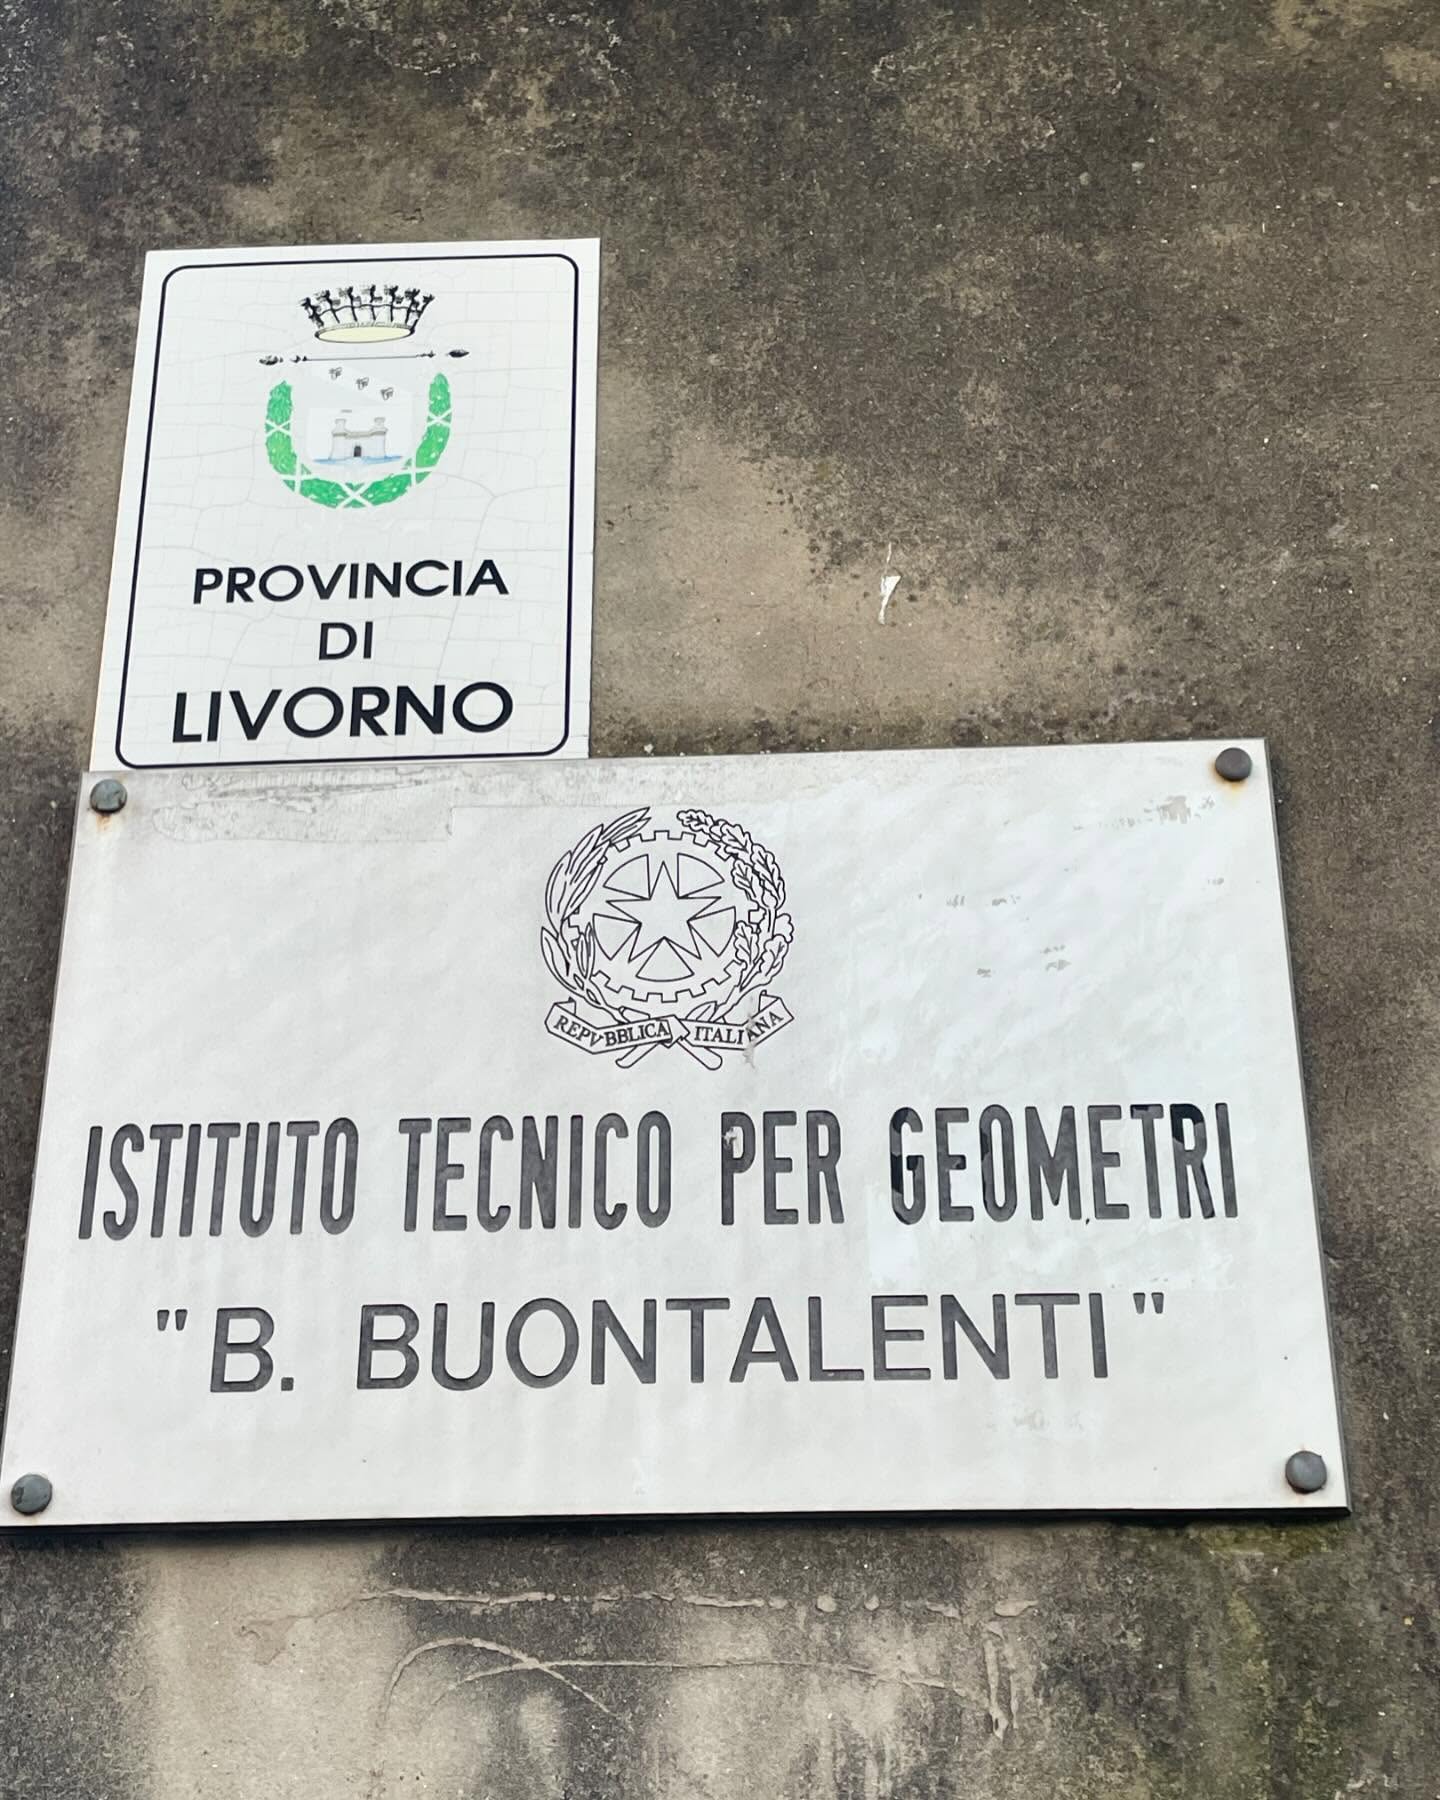 PROVINCIA
DI
LIVORNO
REPVBBLICA ITALIANA
ISTITUTO TECNICO PER GEOMETRI
"B. BUONTALENTI"